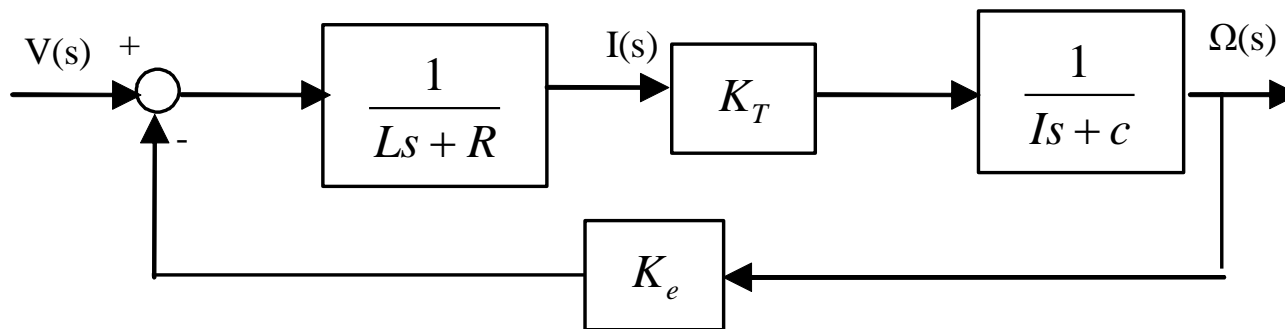 V(s)
+
-
1
Ls + R
I(s)
K_T
1
Is + c
Ω(s)
K_e